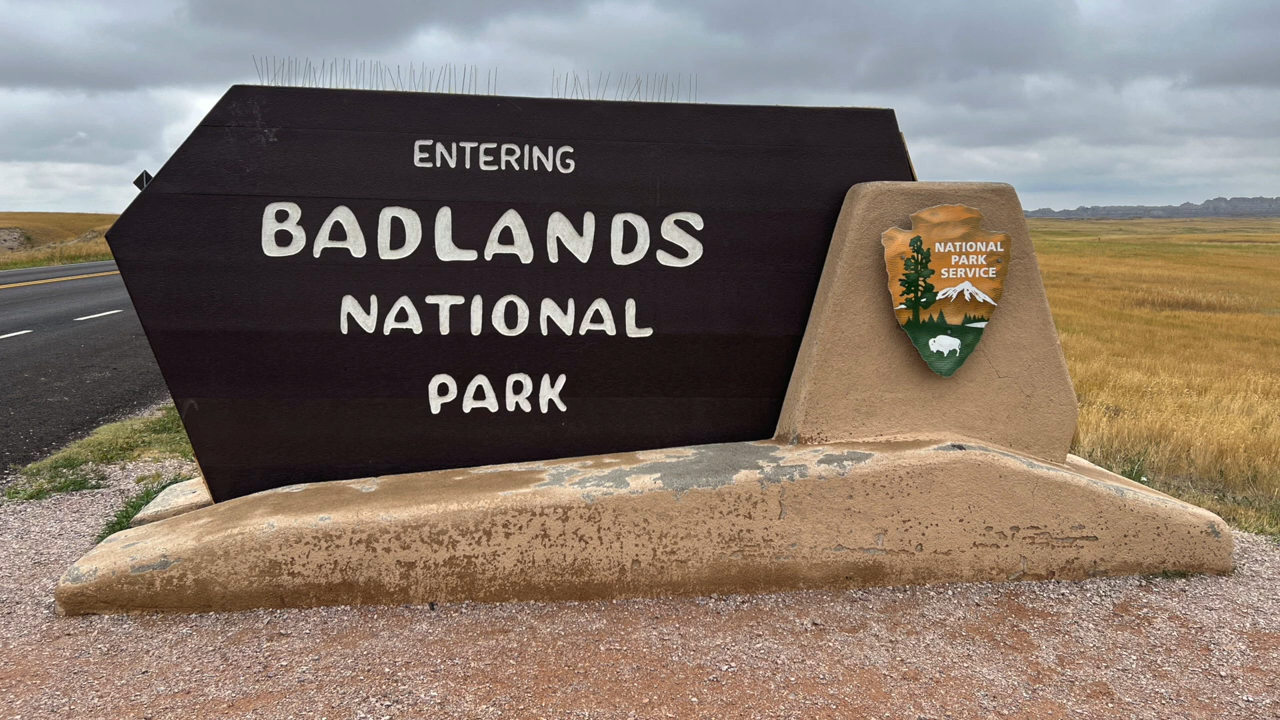 ENTERING
BADLANDS
NATIONAL
PARK
NATIONAL
PARK
SERVICE